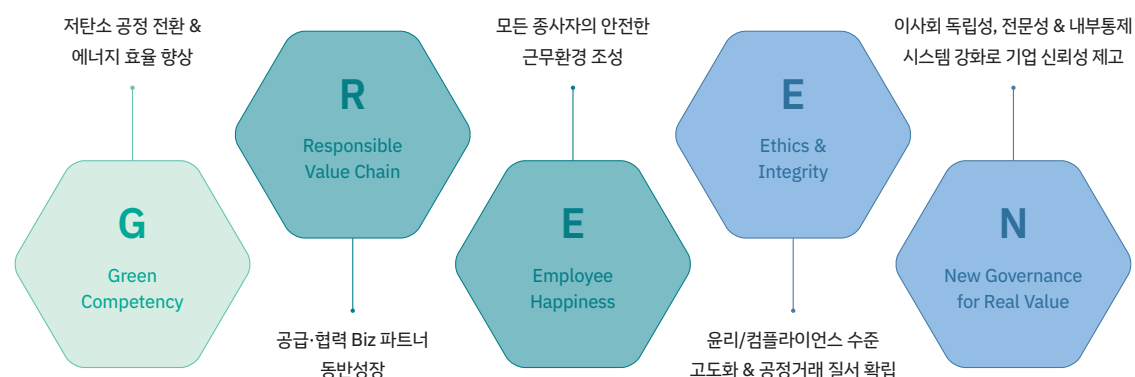 저탄소 공정 전환 &
에너지 효율 향상
G
Green
Competency
R
Responsible
Value Chain
공급·협력 Biz 파트너
동반성장
모든 종사자의 안전한
근무환경 조성
E
Employee
Happiness
E
Ethics &
Integrity
윤리/컴플라이언스 수준
고도화 & 공정거래 질서 확립
이사회 독립성, 전문성 & 내부통제
시스템 강화로 기업 신뢰성 제고
N
New Governance
for Real Value